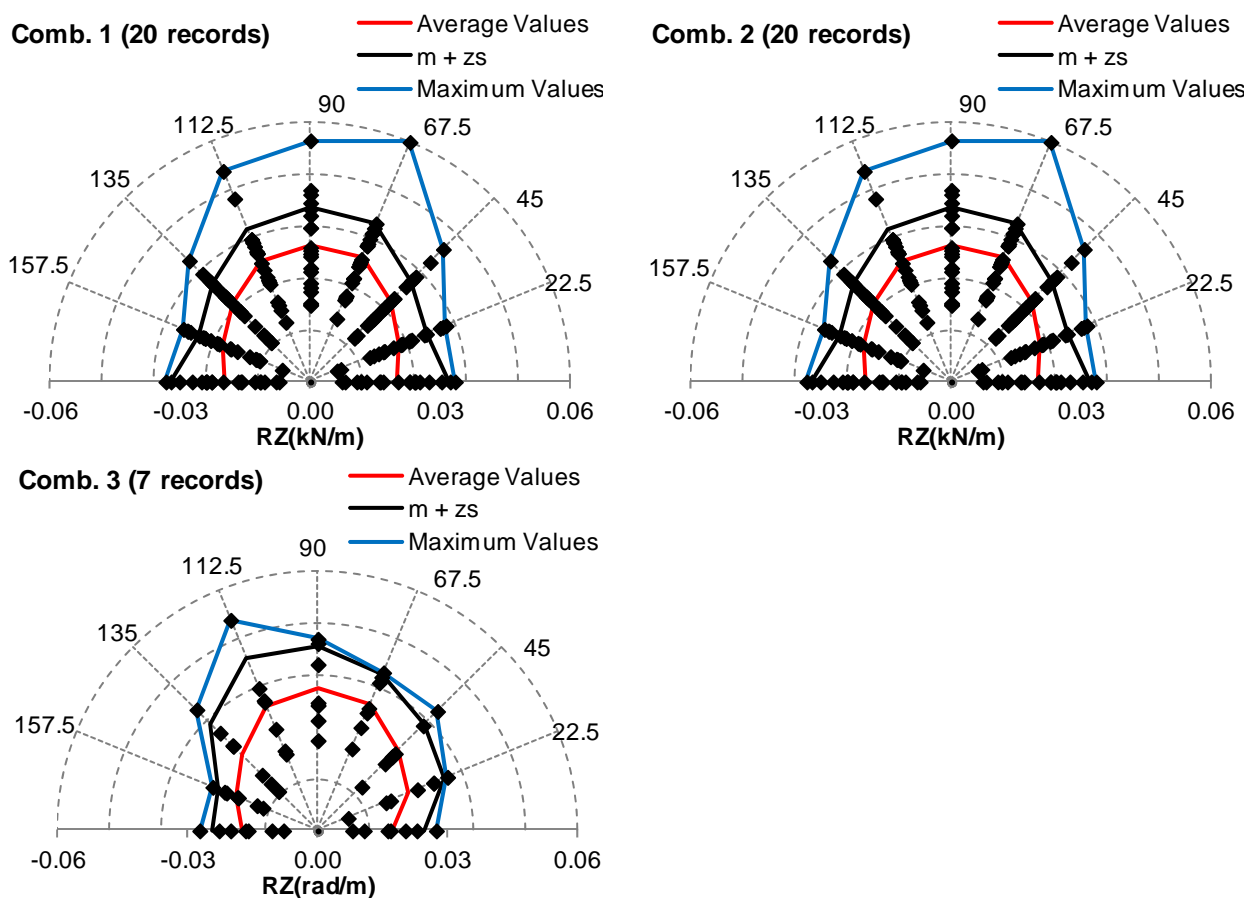 Comb. 1 (20 records)
Average Values
m + zs
Maximum Values
90
112.5
67.5
135
45
157.5
22.5
-0.06
-0.03
0.00
0.03
0.06
RZ(kN/m)
Comb. 2 (20 records)
Average Values
m + zs
Maximum Values
90
112.5
67.5
135
45
157.5
22.5
-0.06
-0.03
0.00
0.03
0.06
RZ(kN/m)
Comb. 3 (7 records)
Average Values
m + zs
Maximum Values
90
112.5
67.5
135
45
157.5
22.5
-0.06
-0.03
0.00
0.03
0.06
RZ(rad/m)